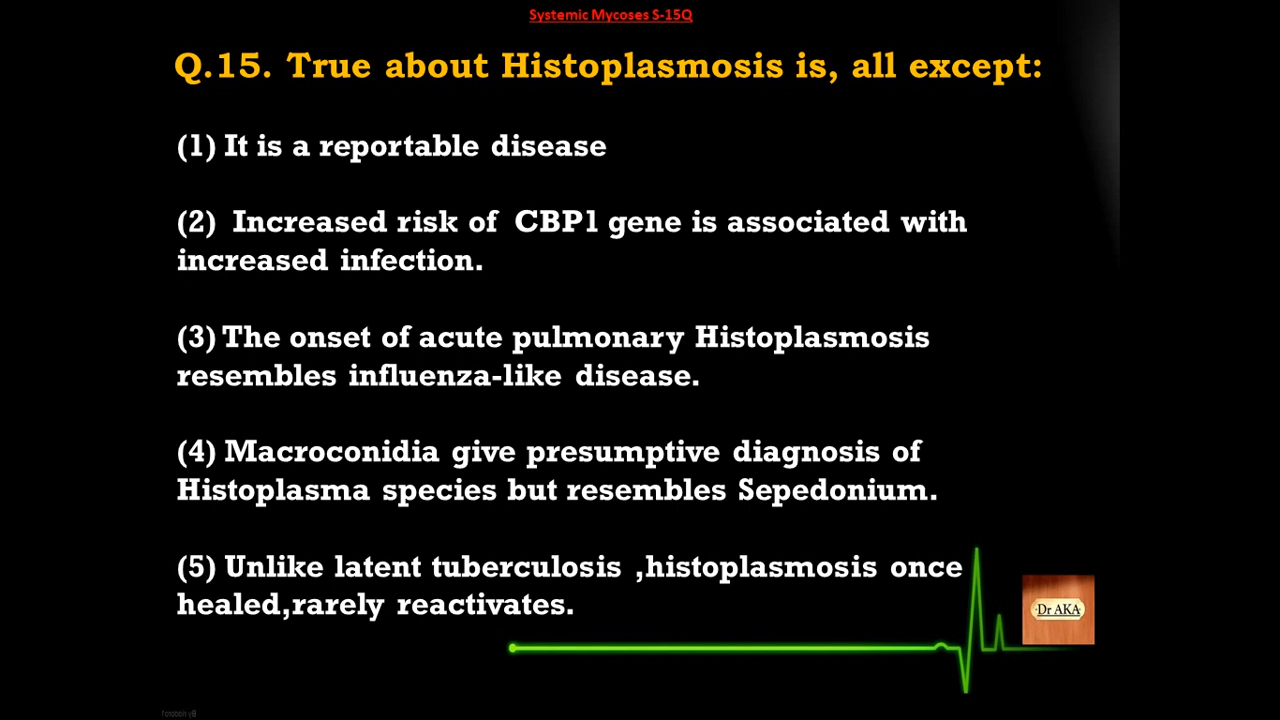 Systemic Mycoses S-15Q
Q.15. True about Histoplasmosis is, all except:
(1) It is a reportable disease
(2) Increased risk of CBP1 gene is associated with
increased infection.
(3) The onset of acute pulmonary Histoplasmosis
resembles influenza-like disease.
(4) Macroconidia give presumptive diagnosis of
Histoplasma species but resembles Sepedonium.
(5) Unlike latent tuberculosis ,histoplasmosis once
healed,rarely reactivates.
Dr AKA